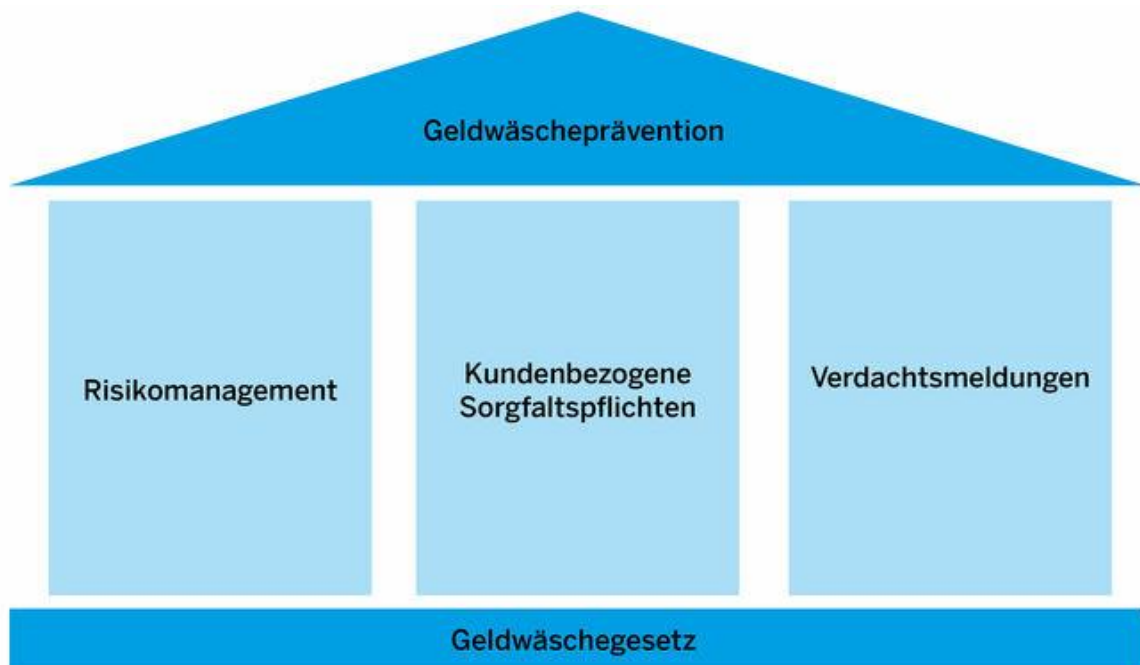 Geldwäscheprävention
Risikomanagement
Kundenbezogene
Sorgfaltspflichten
Verdachtsmeldungen
Geldwäschegesetz